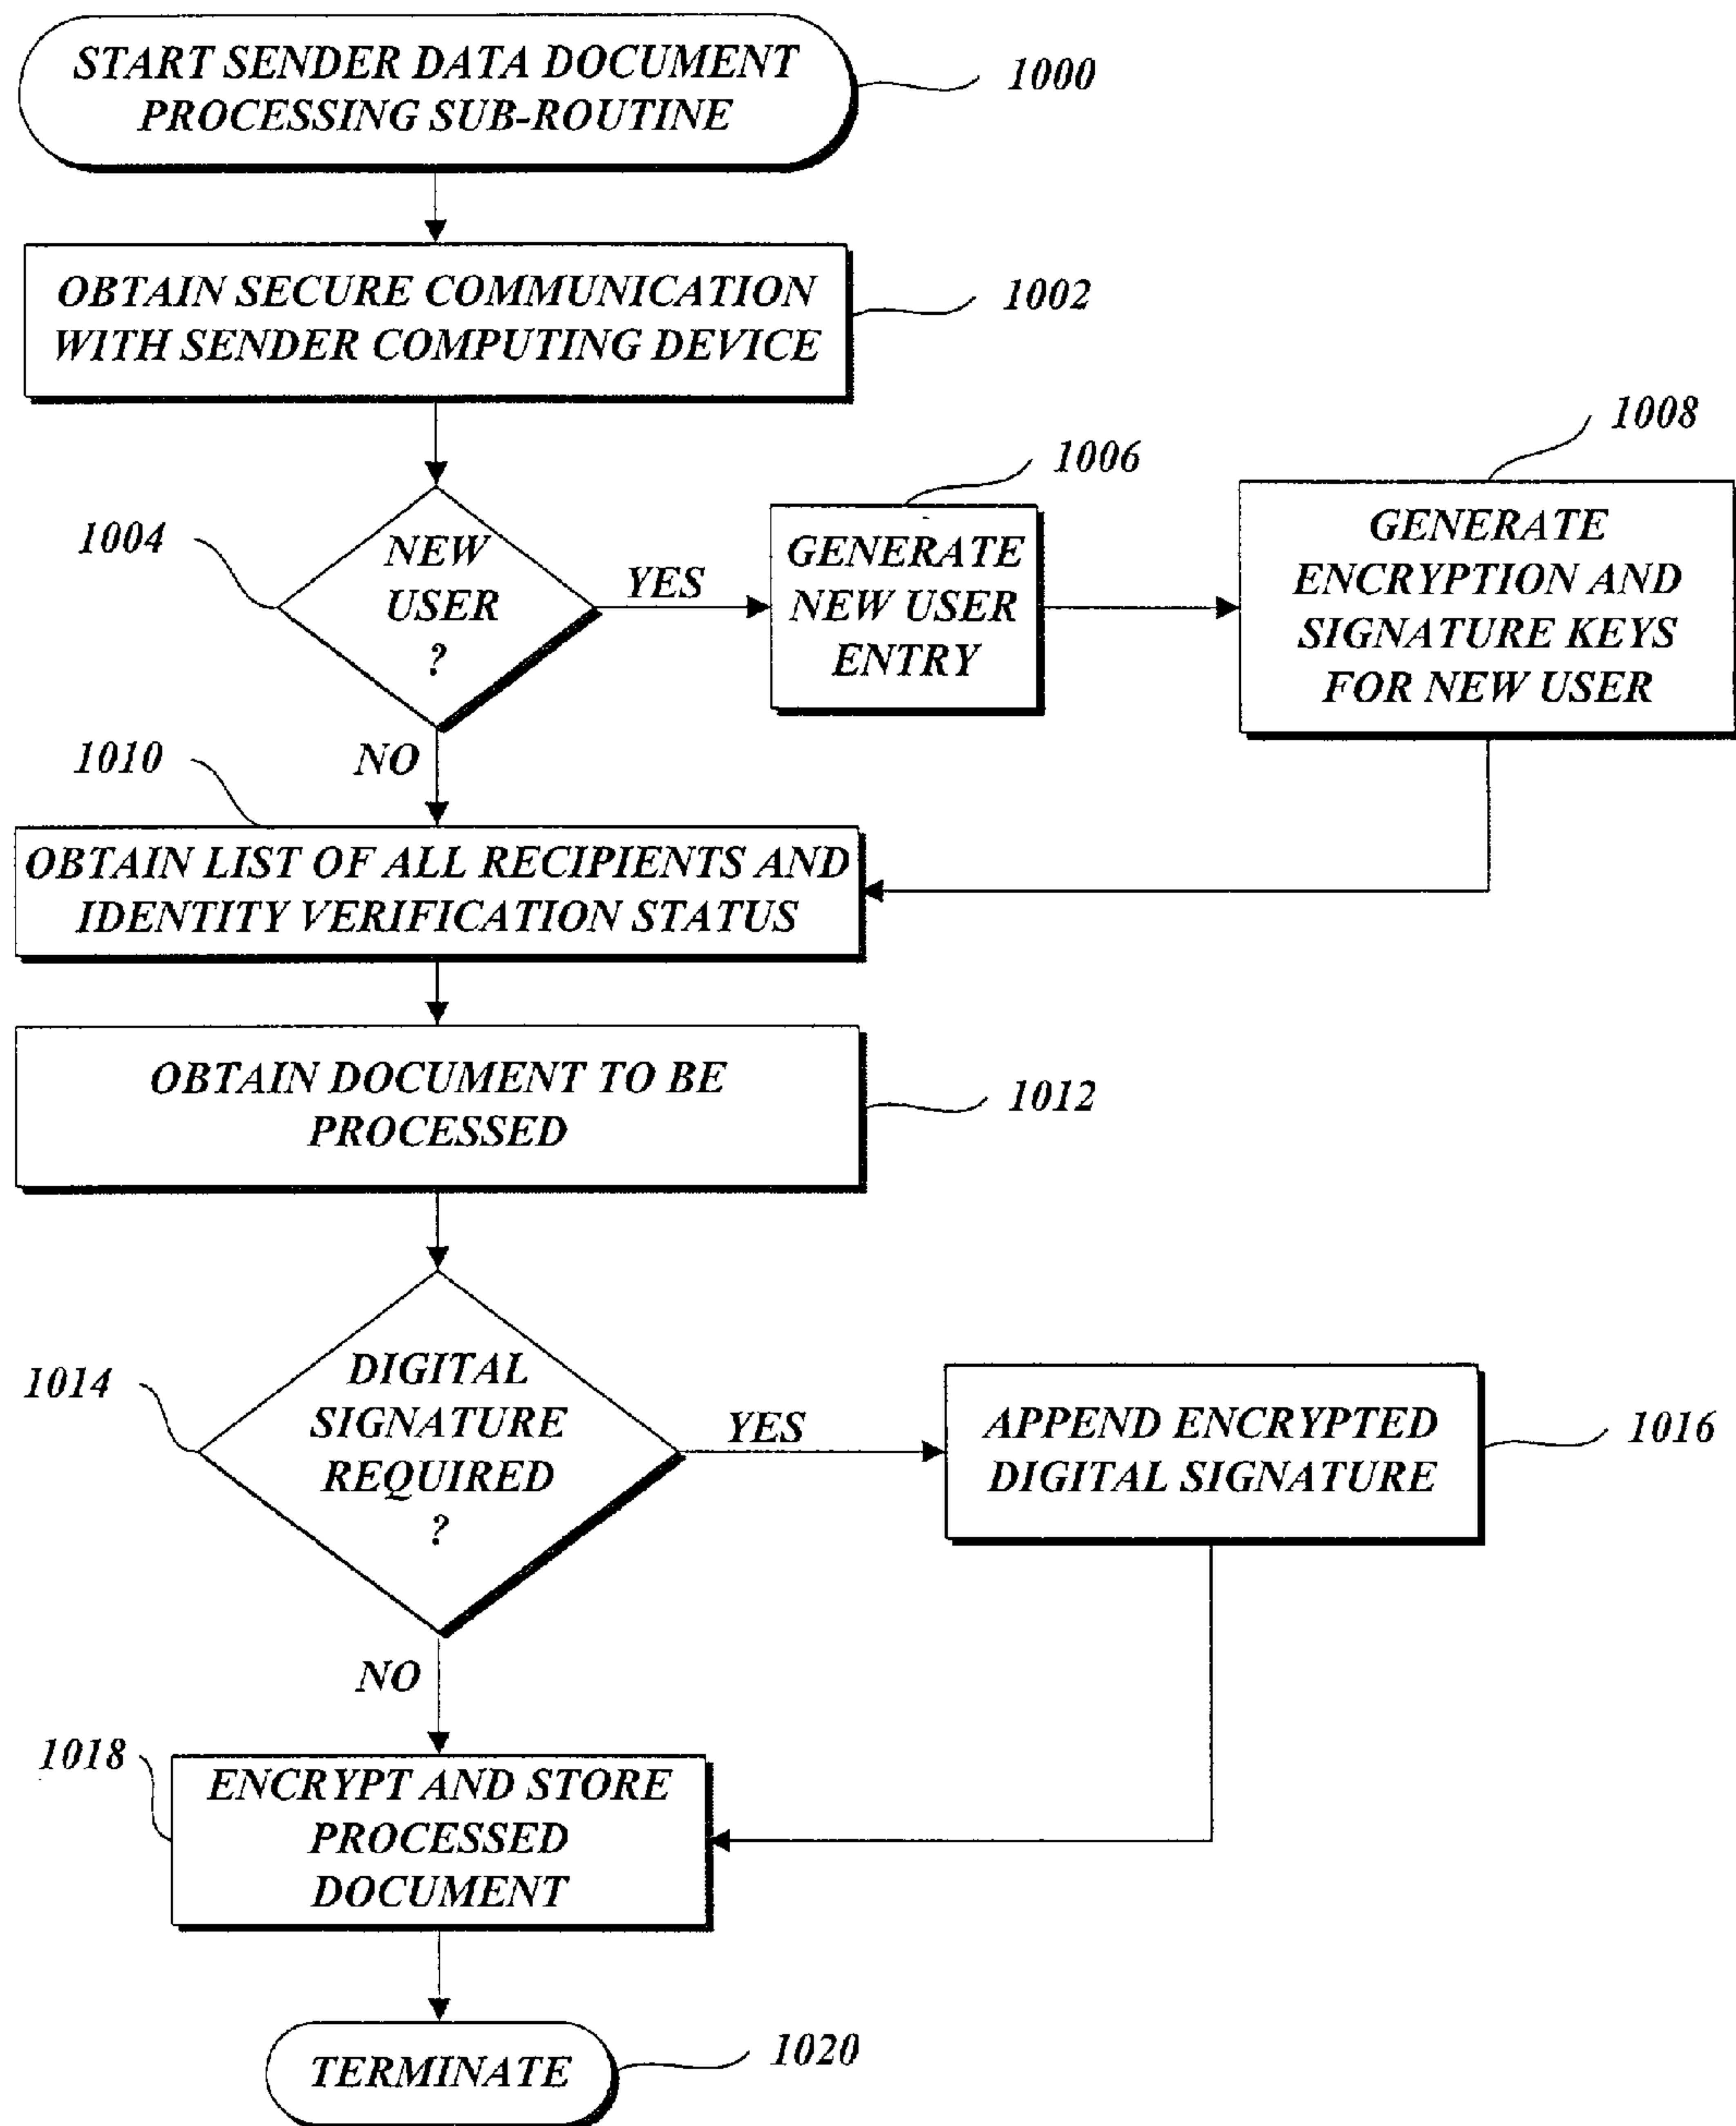 START SENDER DATA DOCUMENT
PROCESSING SUB-ROUTINE
1000
OBTAIN SECURE COMMUNICATION
WITH SENDER COMPUTING DEVICE
1002
1004
NEW
USER
?
YES
NO
1006
GENERATE
NEW USER
ENTRY
1008
GENERATE
ENCRYPTION AND
SIGNATURE KEYS
FOR NEW USER
1010
OBTAIN LIST OF ALL RECIPIENTS AND
IDENTITY VERIFICATION STATUS
OBTAIN DOCUMENT TO BE
PROCESSED
1012
1014
DIGITAL
SIGNATURE
REQUIRED
?
YES
NO
APPEND ENCRYPTED
DIGITAL SIGNATURE
1016
1018
ENCRYPT AND STORE
PROCESSED
DOCUMENT
TERMINATE
1020